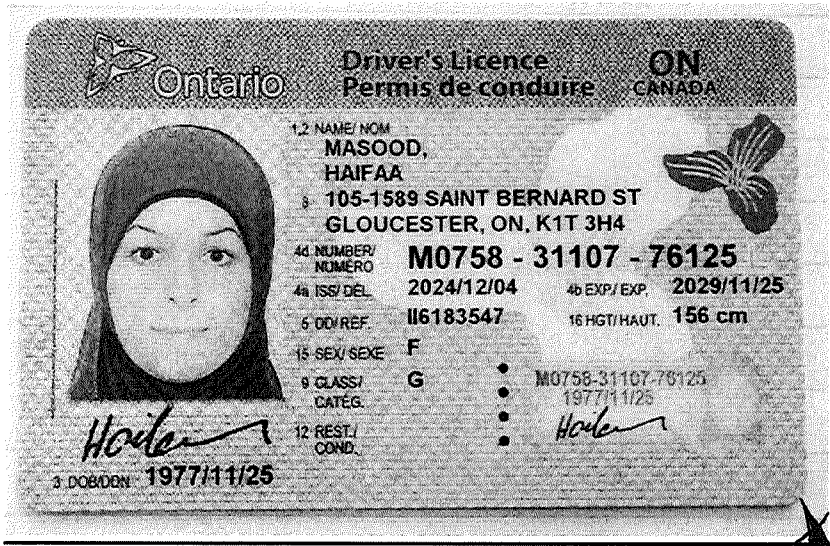 Ontario
Driver's Licence
Permis de conduire
ON
CANADA
1,2 NAME/ NOM
MASOOD,
HAIFAA
8 105-1589 SAINT BERNARD ST
GLOUCESTER, ON, K1T 3H4
4d NUMBER/ NUMÉRO M0758 - 31107 - 76125
4a ISS/ DÉL. 2024/12/04 4b EXP./ EXP. 2029/11/25
5 DD/ RÉF. II6183547 16 HGT/ HAUT. 156 cm
15 SEX/ SEXE F
9 CLASS/ CATÉG. G
12 REST./ COND.
M0758-31107-76125
1977/11/25
3 DOB/DDN 1977/11/25